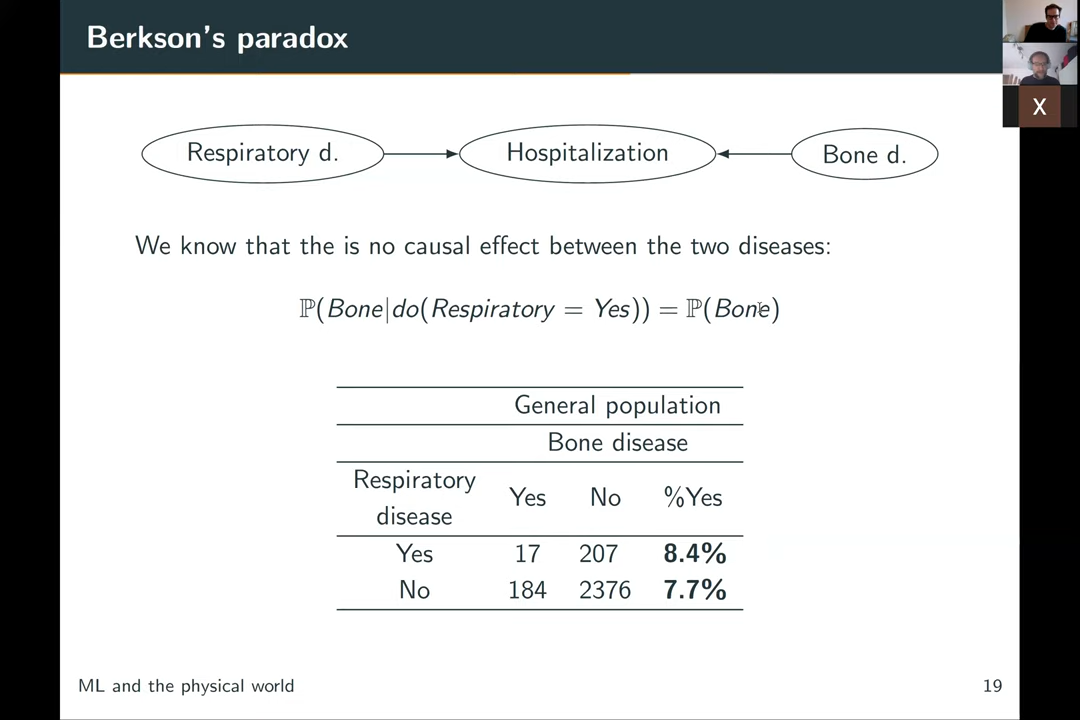 Berkson's paradox
X
Respiratory d. Hospitalization Bone d.
We know that the is no causal effect between the two diseases:
ℙ(Bone|do(Respiratory = Yes)) = ℙ(Bone)
General population
Bone disease
Respiratory disease Yes No %Yes
Yes 17 207 8.4%
No 184 2376 7.7%
ML and the physical world 19